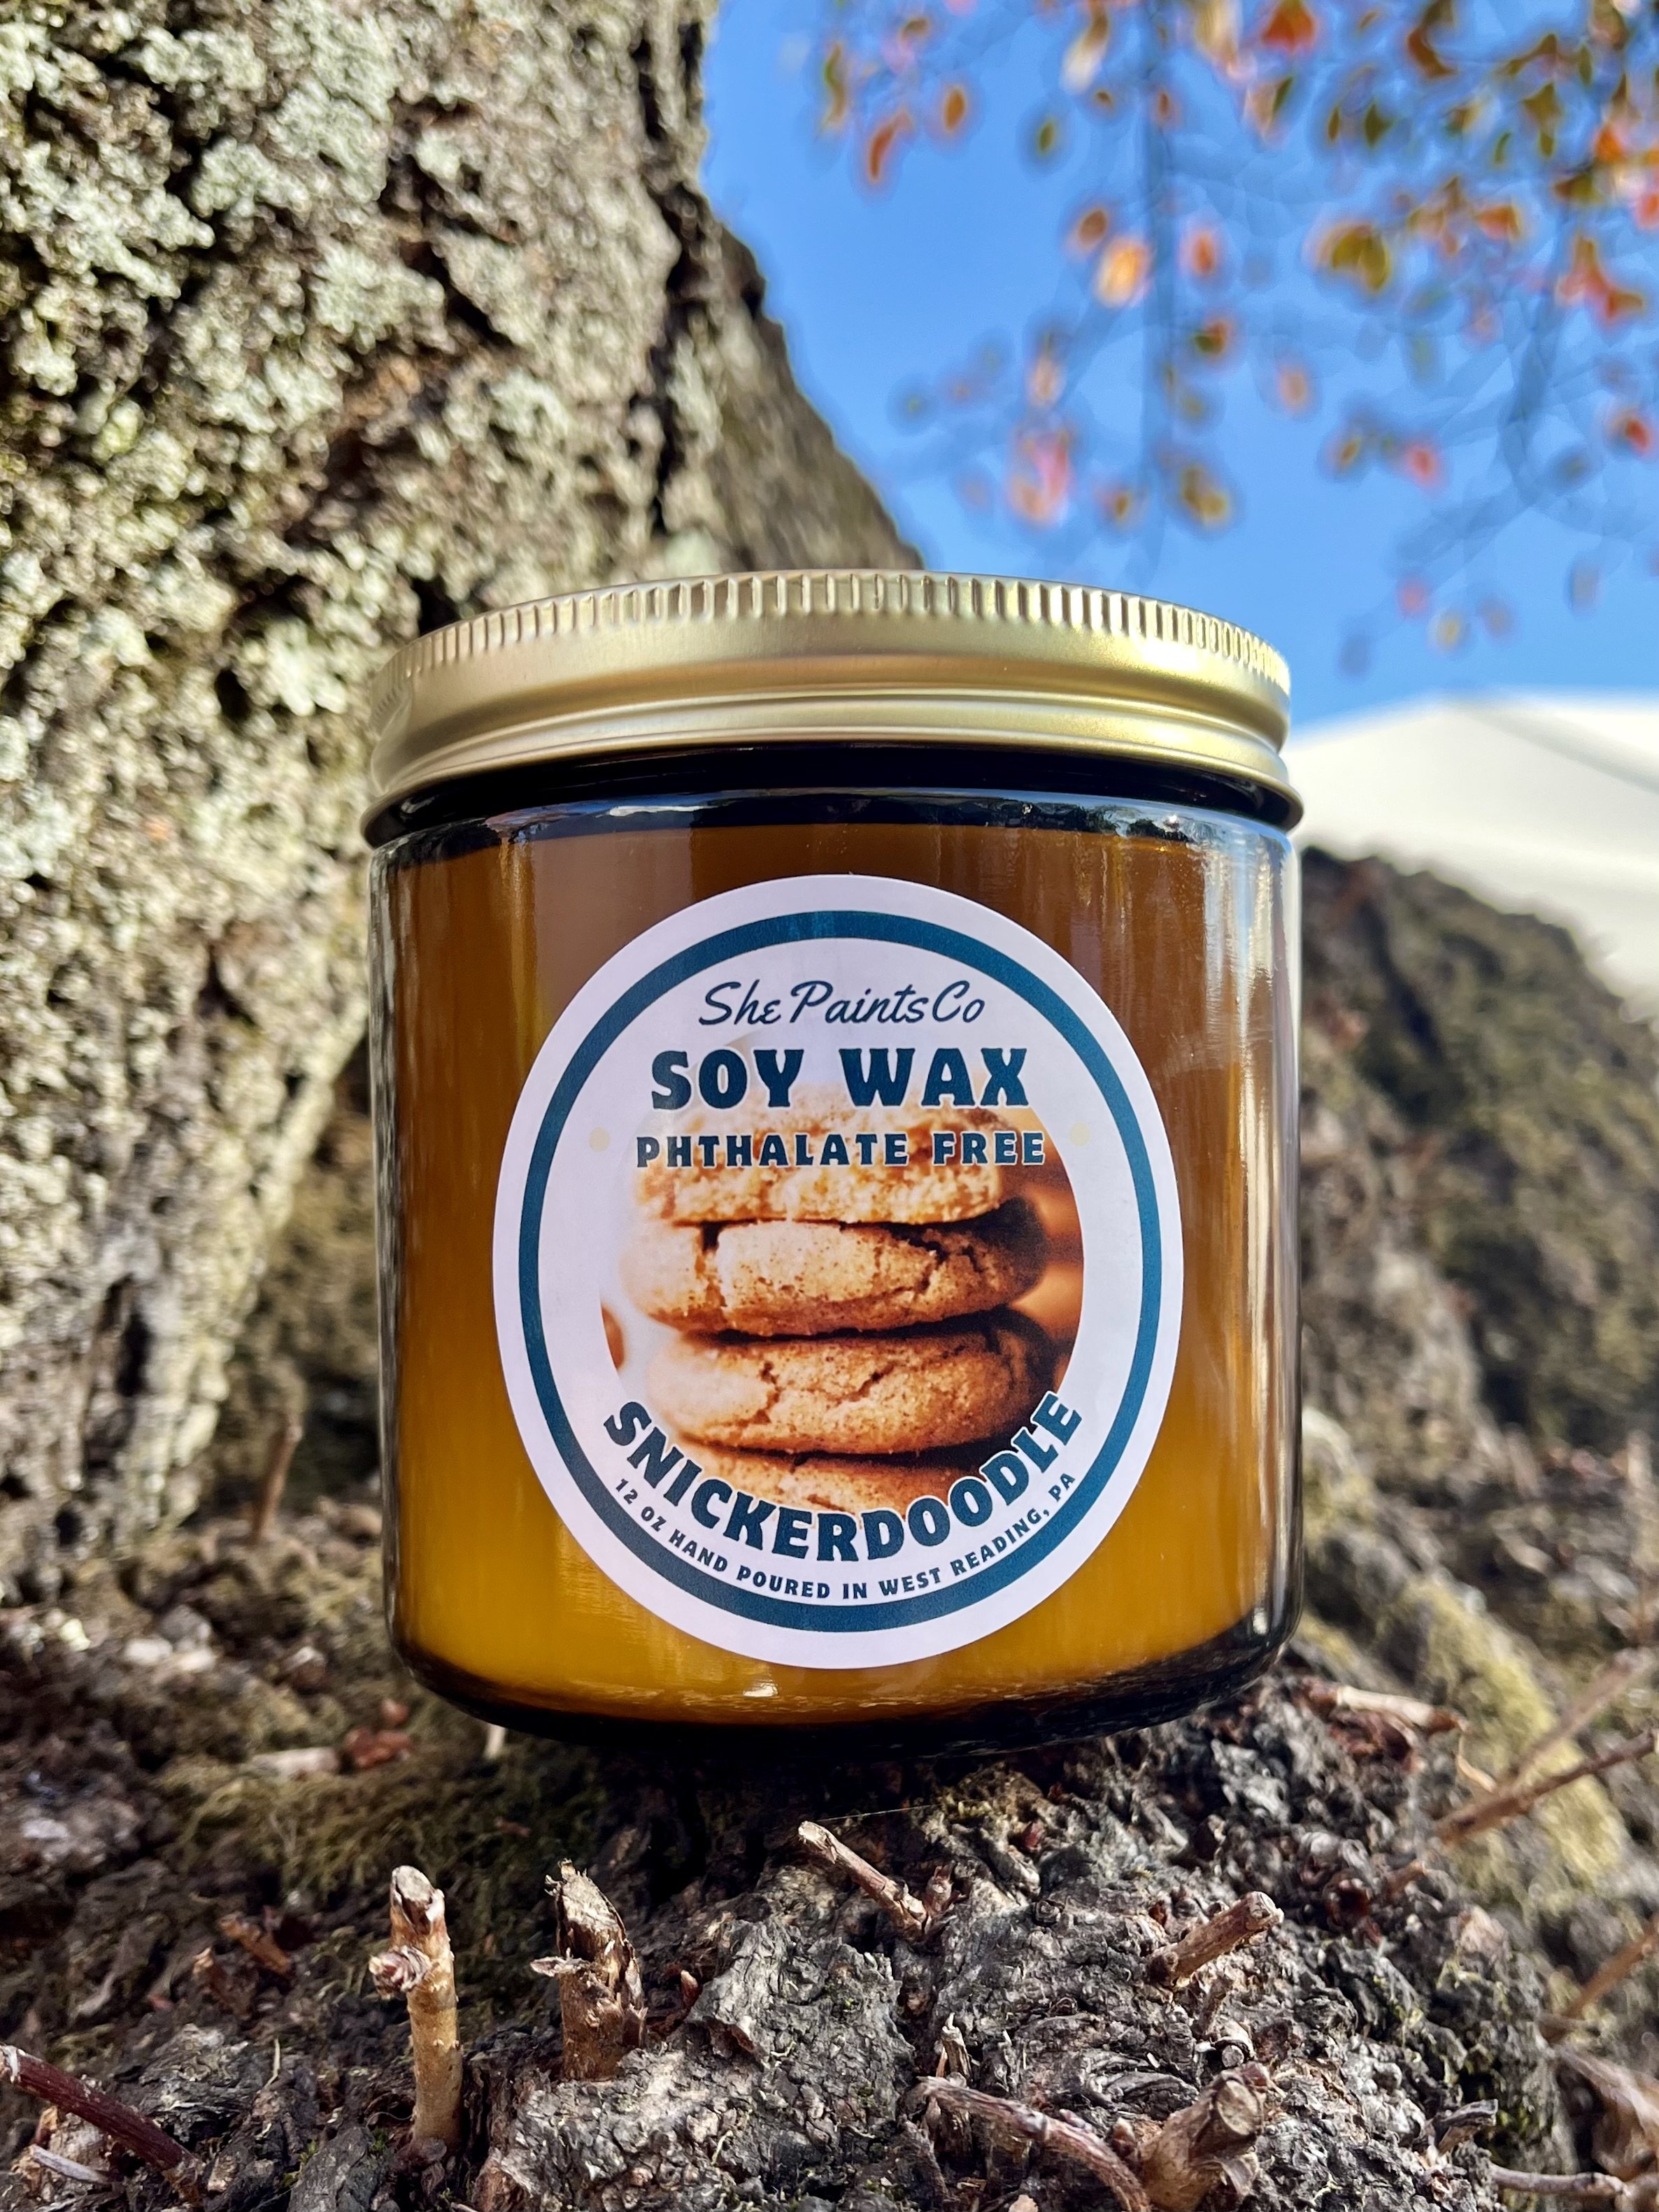 She Paints Co
SOY WAX
PHTHALATE FREE
SNICKERDOODLE
12 OZ HAND POURED IN WEST READING, PA